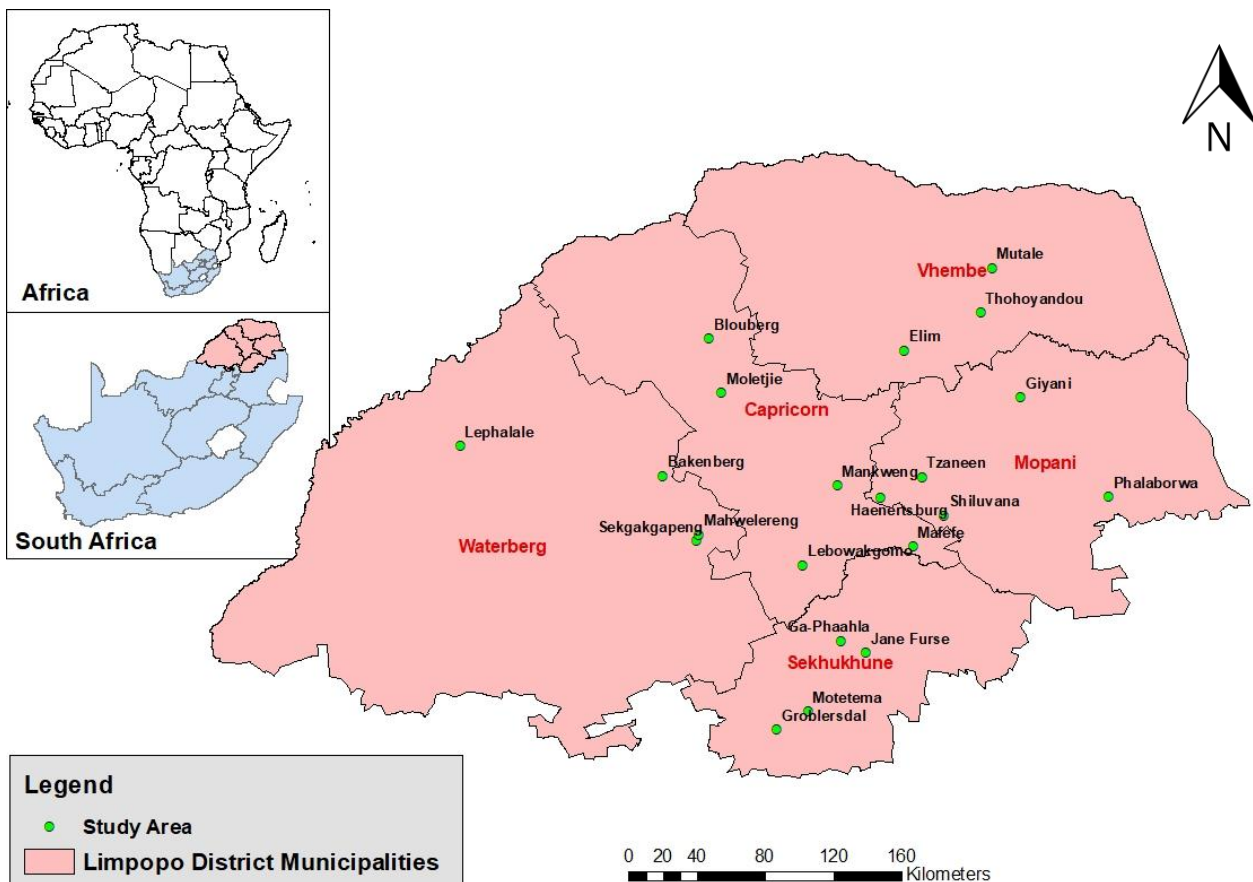 Africa
South Africa
N
Mutale
Vhembe
Thohoyandou
Blouberg
Elim
Moletjie
Giyani
Capricorn
Lephalale
Bakenberg
Mankweng
Tzaneen
Mopani
Phalaborwa
Haenertsburg
Shiluvana
Sekgakgapeng
Mahwelereng
Waterberg
Mafefe
Lebowakgomo
Ga-Phaahla
Jane Furse
Sekhukhune
Motetema
Groblersdal
Legend
Study Area
Limpopo District Municipalities
0 20 40 80 120 160
Kilometers